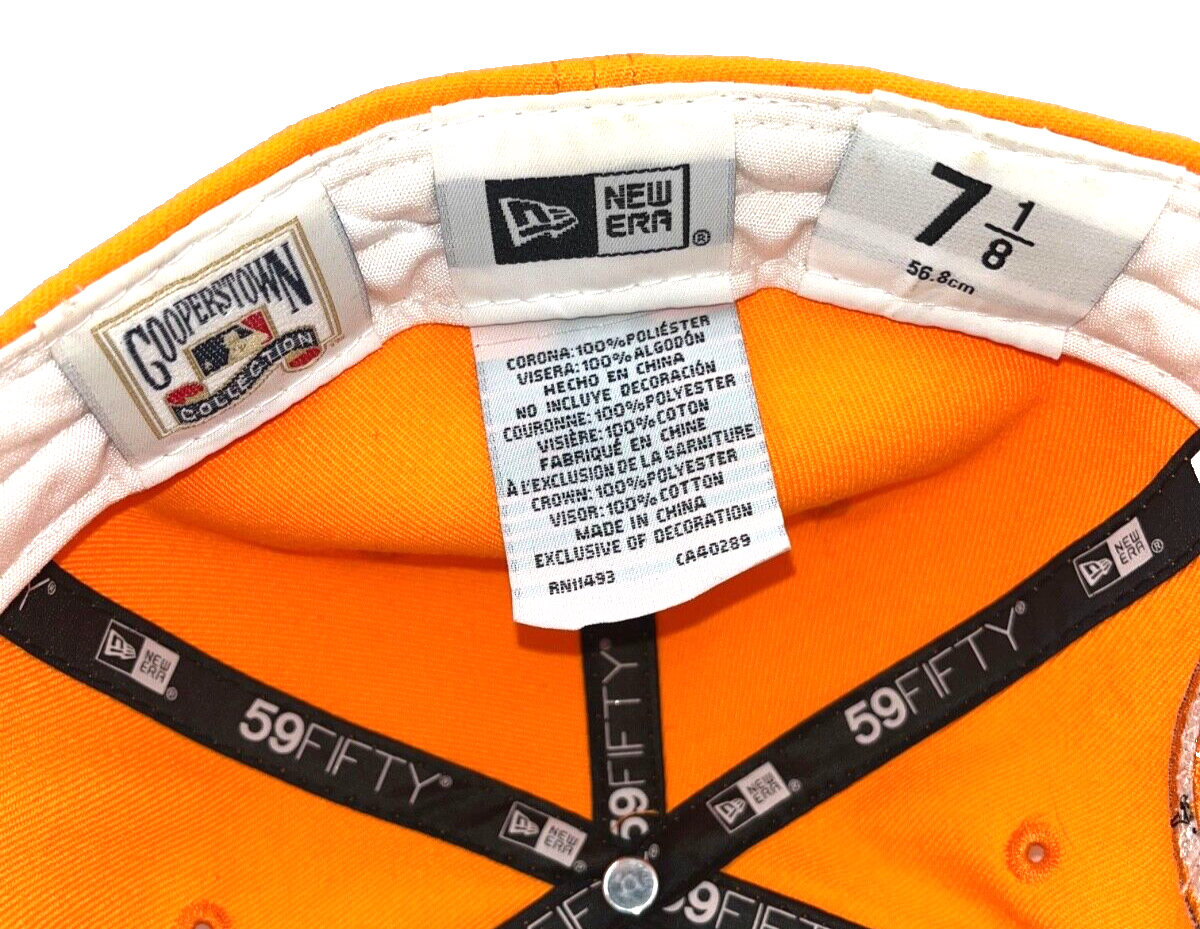 COOPERSTOWN
COLLECTION
NEW
ERA
®
7 1/8
56.8cm
CORONA:100%POLIÉSTER
VISERA:100%ALGODÓN
HECHO EN CHINA
NO INCLUYE DECORACIÓN
COURONNE:100%POLYESTER
VISIÈRE:100%COTON
FABRIQUÉ EN CHINE
À L'EXCLUSION DE LA GARNITURE
CROWN:100%POLYESTER
VISOR:100%COTTON
MADE IN CHINA
EXCLUSIVE OF DECORATION
RN11493 CA40289
Y®
NEW
ERA
®
59FIFTY®
NEW
ERA
®
59FIFTY®
NEW
ERA
®
59FIFTY®
NEW
ERA
®
FIF
59FIFTY